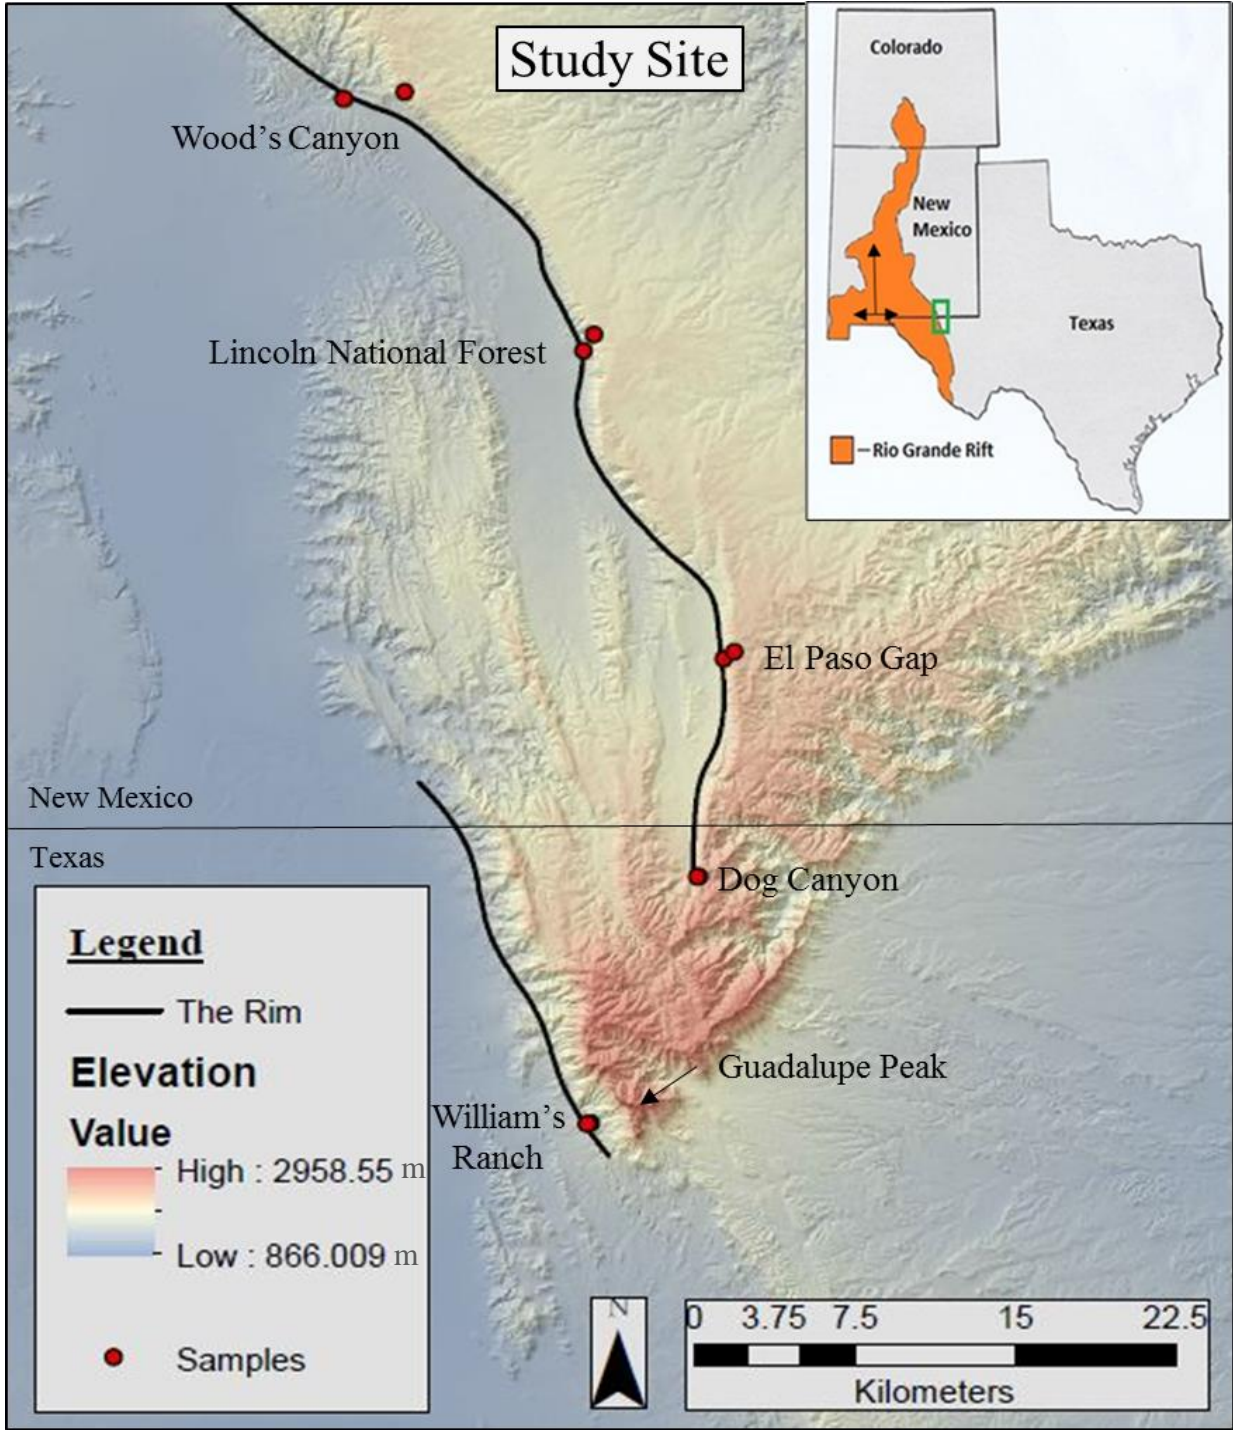 Study Site
Colorado
New
Mexico
Texas
– Rio Grande Rift
Wood's Canyon
Lincoln National Forest
El Paso Gap
New Mexico
Texas
Dog Canyon
Guadalupe Peak
William's
Ranch
Legend
The Rim
Elevation
Value
High : 2958.55 m
Low : 866.009 m
Samples
N
0 3.75 7.5 15 22.5
Kilometers